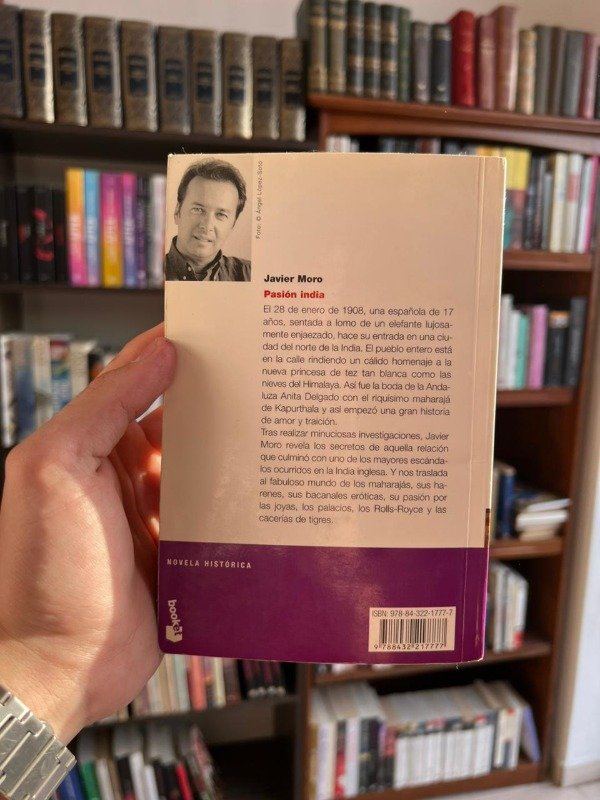 Foto: © Ángel López-Soto
Javier Moro
Pasión india
El 28 de enero de 1908, una española de 17
años, sentada a lomo de un elefante lujosa-
mente enjaezado, hace su entrada en una ciu-
dad del norte de la India. El pueblo entero está
en la calle rindiendo un cálido homenaje a la
nueva princesa de tez tan blanca como las
nieves del Himalaya. Así fue la boda de la Anda-
luza Anita Delgado con el riquísimo maharajá
de Kapurthala y así empezó una gran historia
de amor y traición.
Tras realizar minuciosas investigaciones, Javier
Moro revela los secretos de aquella relación
que culminó con uno de los mayores escánda-
los ocurridos en la India inglesa. Y nos traslada
al fabuloso mundo de los maharajás, sus ha-
renes, sus bacanales eróticas, su pasión por
las joyas, los palacios, los Rolls-Royce y las
cacerías de tigres.
NOVELA HISTÓRICA
booket
ISBN: 978-84-322-1777-7
9 788432 217777